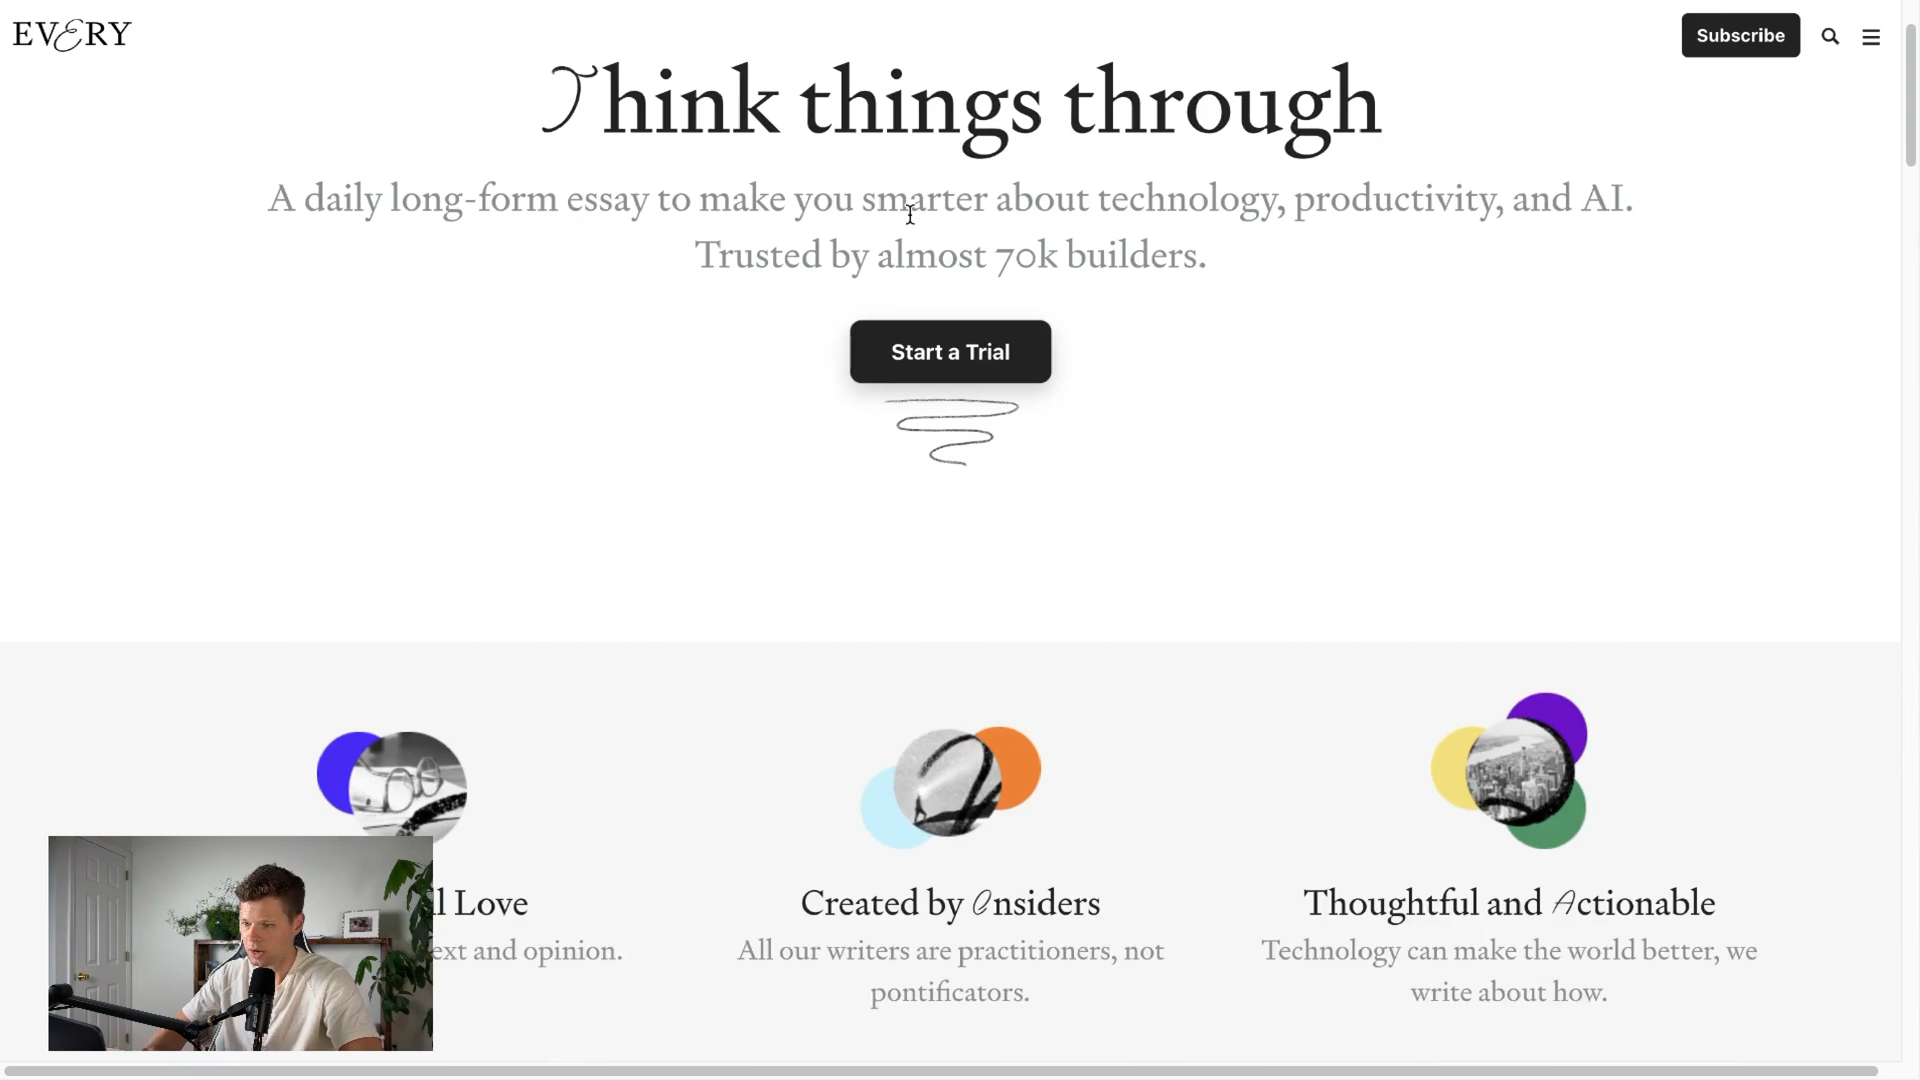 EVERY
Subscribe
Think things through
A daily long-form essay to make you smarter about technology, productivity, and AI.
Trusted by almost 70k builders.
Start a Trial
Love
and opinion.
Created by Insiders
All our writers are practitioners, not
pontificators.
Thoughtful and Actionable
Technology can make the world better, we
write about how.